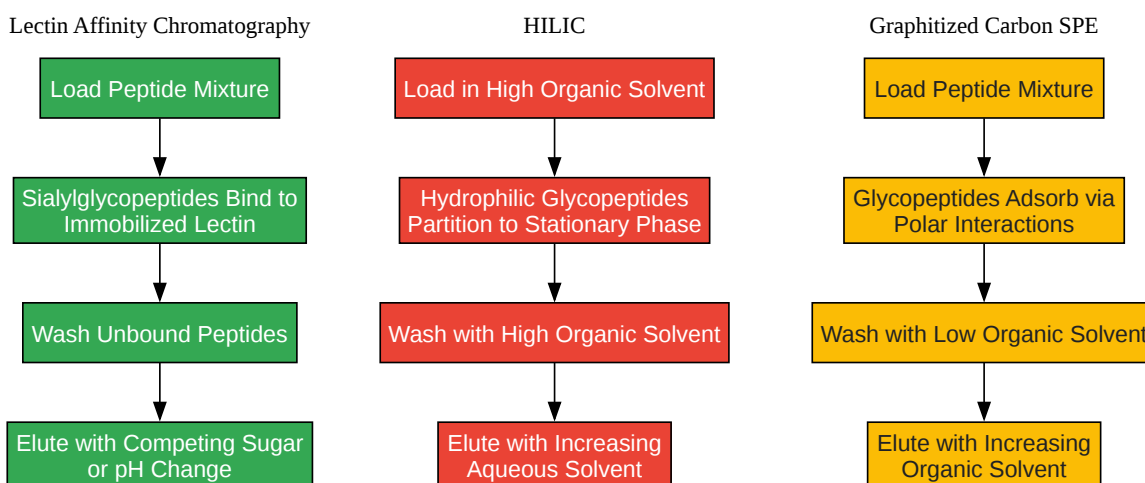 Lectin Affinity Chromatography
Load Peptide Mixture
Sialylglycopeptides Bind to
Immobilized Lectin
Wash Unbound Peptides
Elute with Competing Sugar
or pH Change
HILIC
Load in High Organic Solvent
Hydrophilic Glycopeptides
Partition to Stationary Phase
Wash with High Organic Solvent
Elute with Increasing
Aqueous Solvent
Graphitized Carbon SPE
Load Peptide Mixture
Glycopeptides Adsorb via
Polar Interactions
Wash with Low Organic Solvent
Elute with Increasing
Organic Solvent